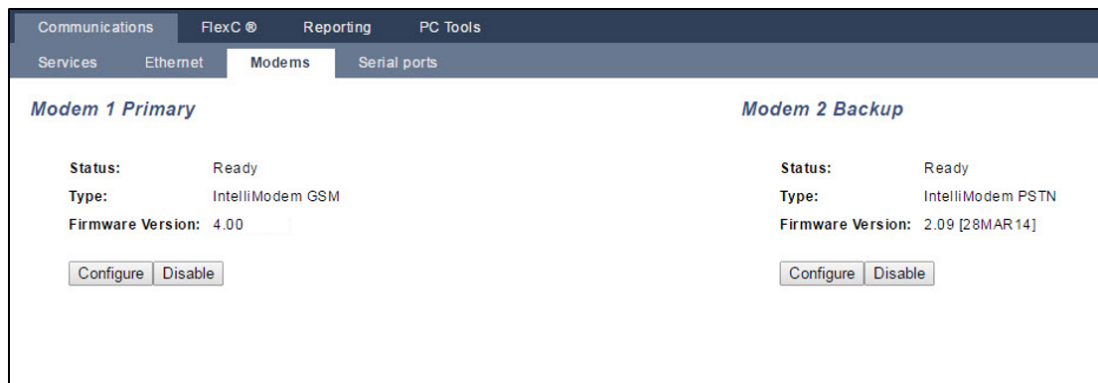 Communications FlexC ® Reporting PC Tools
Services Ethernet Modems Serial ports
Modem 1 Primary
Status: Ready
Type: IntelliModem GSM
Firmware Version: 4.00
Configure Disable
Modem 2 Backup
Status: Ready
Type: IntelliModem PSTN
Firmware Version: 2.09 [28MAR14]
Configure Disable